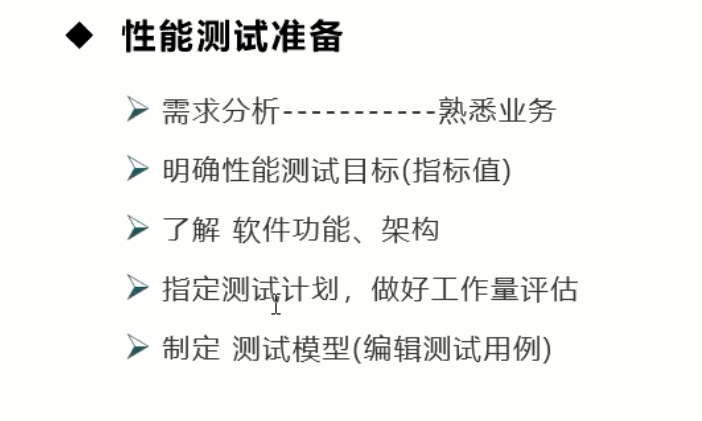 性能测试准备
需求分析-----------熟悉业务
明确性能测试目标(指标值)
了解 软件功能、架构
指定测试计划，做好工作量评估
制定 测试模型(编辑测试用例)